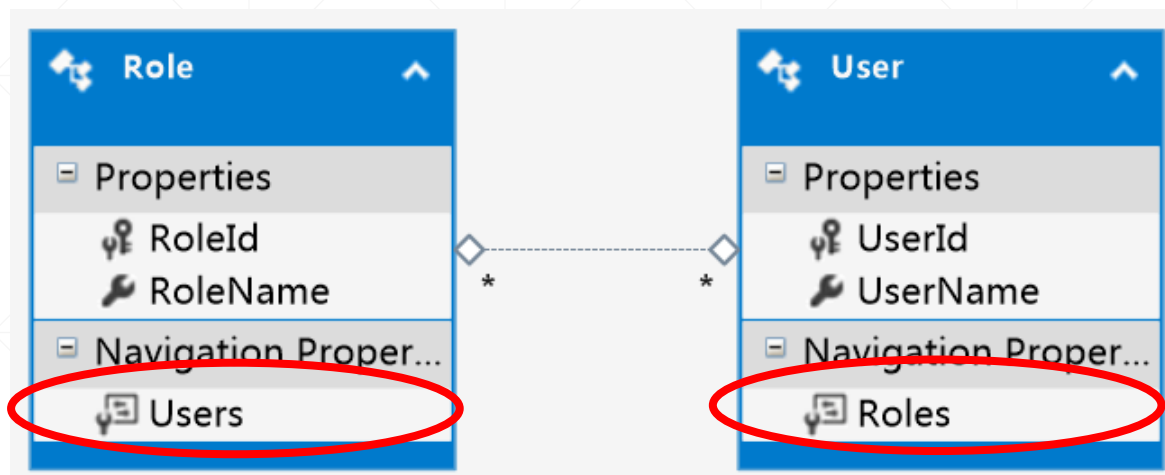 Role
Properties
RoleId
RoleName
Navigation Proper...
Users
*
*
User
Properties
UserId
UserName
Navigation Proper...
Roles